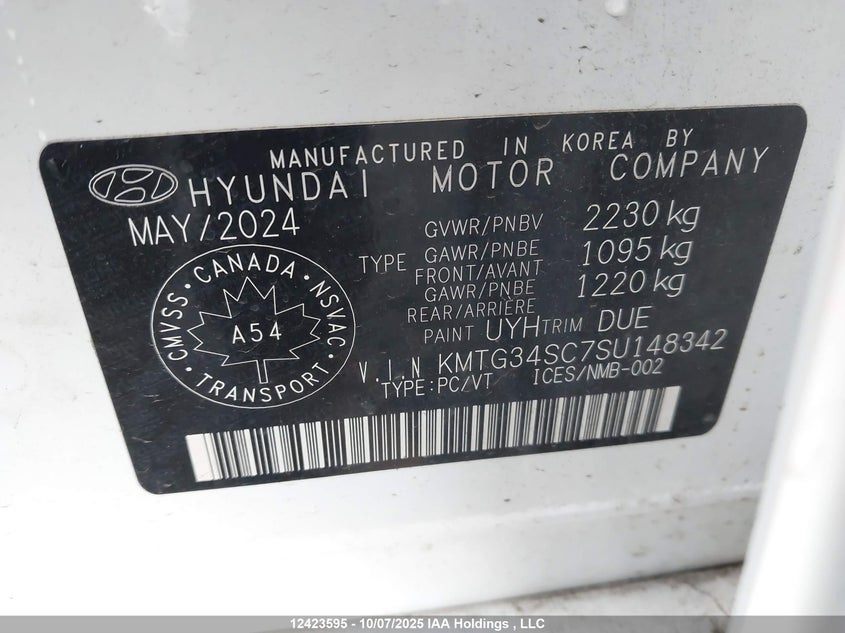 MANUFACTURED IN KOREA BY
HYUNDAI MOTOR COMPANY
MAY/2024
GVWR/PNBV 2230 kg
TYPE GAWR/PNBE FRONT/AVANT 1095 kg
GAWR/PNBE REAR/ARRIÈRE 1220 kg
PAINT UYH TRIM DUE
CANADA
CMVSS · NSVAC
A54
TRANSPORT
V.I.N KMTG34SC7SU148342
TYPE:PC/VT ICES/NMB-002
12423595 - 10/07/2025 IAA Holdings , LLC